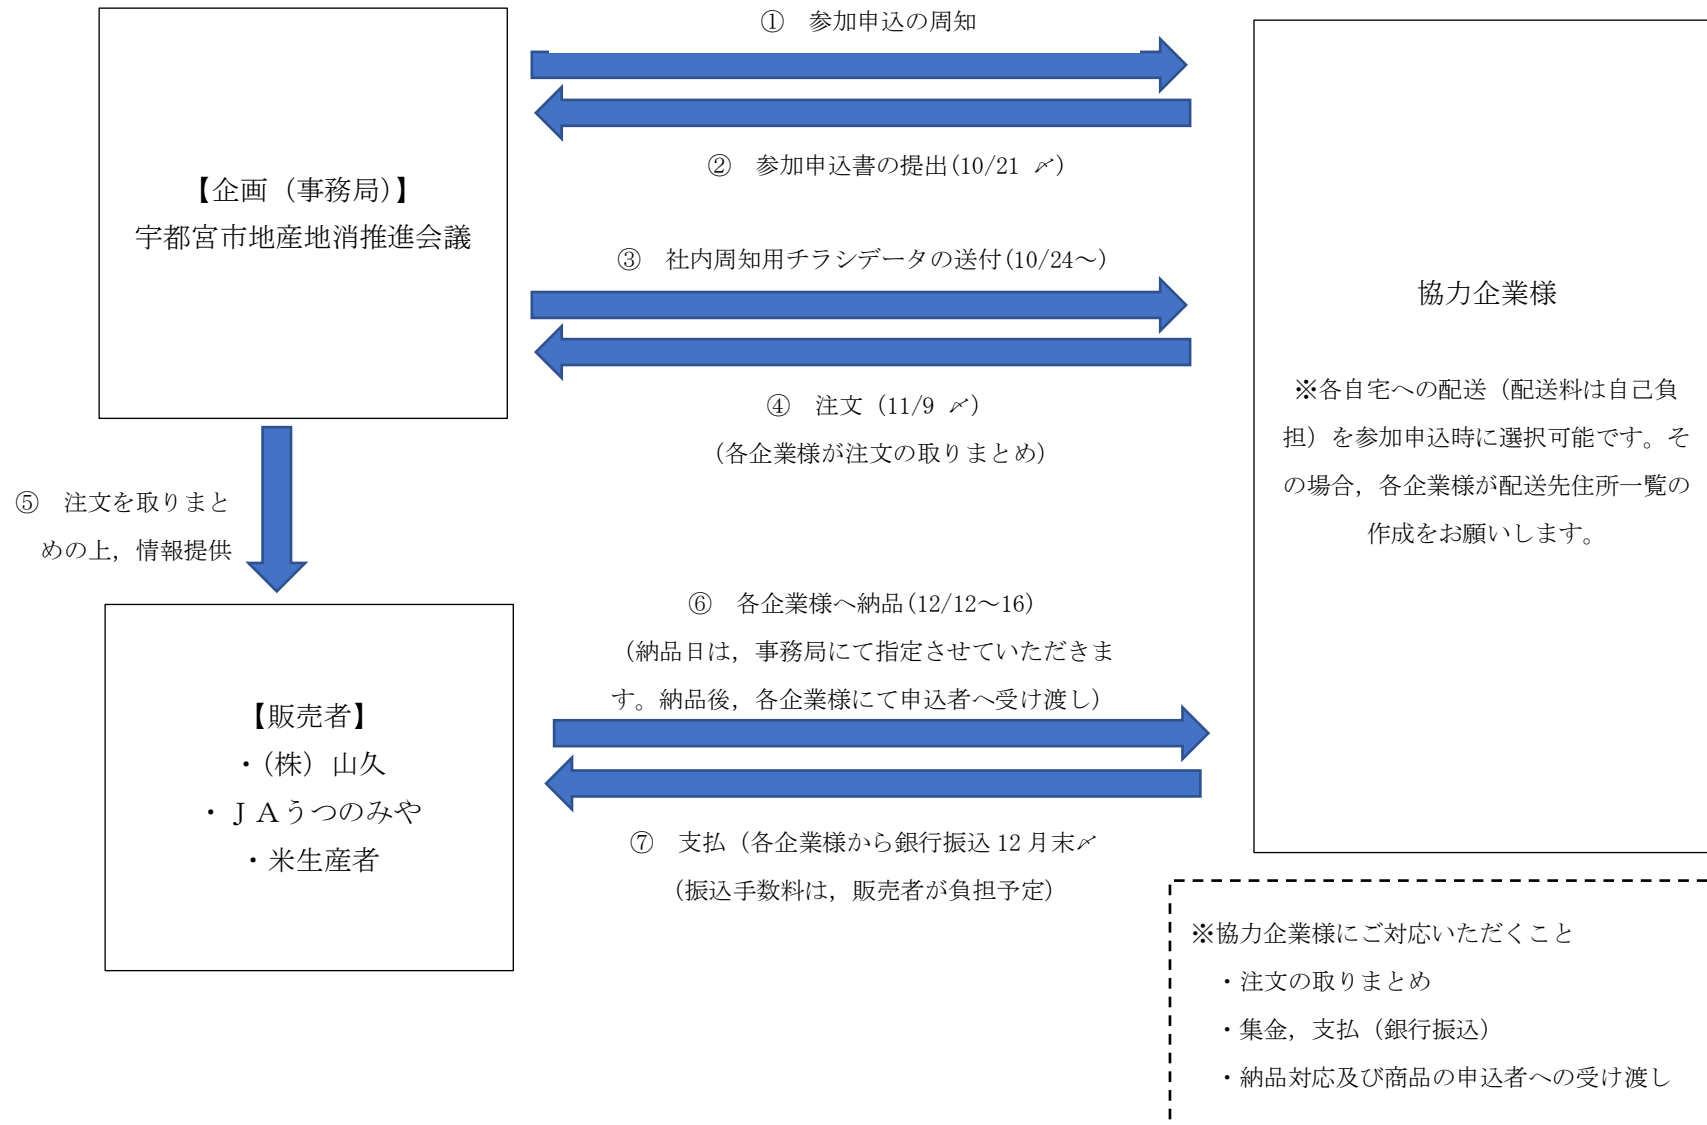 ① 参加申込の周知
② 参加申込書の提出(10/21 〆)
【企画（事務局）】
宇都宮市地産地消推進会議
③ 社内周知用チラシデータの送付(10/24～)
④ 注文（11/9 〆）
（各企業様が注文の取りまとめ）
協力企業様
※各自宅への配送（配送料は自己負
担）を参加申込時に選択可能です。そ
の場合，各企業様が配送先住所一覧の
作成をお願いします。
⑤ 注文を取りまと
めの上，情報提供
⑥ 各企業様へ納品(12/12～16)
（納品日は，事務局にて指定させていただきま
す。納品後，各企業様にて申込者へ受け渡し）
【販売者】
・（株）山久
・ＪＡうつのみや
・米生産者
⑦ 支払（各企業様から銀行振込 12 月末〆
（振込手数料は，販売者が負担予定）
※協力企業様にご対応いただくこと
・注文の取りまとめ
・集金，支払（銀行振込）
・納品対応及び商品の申込者への受け渡し